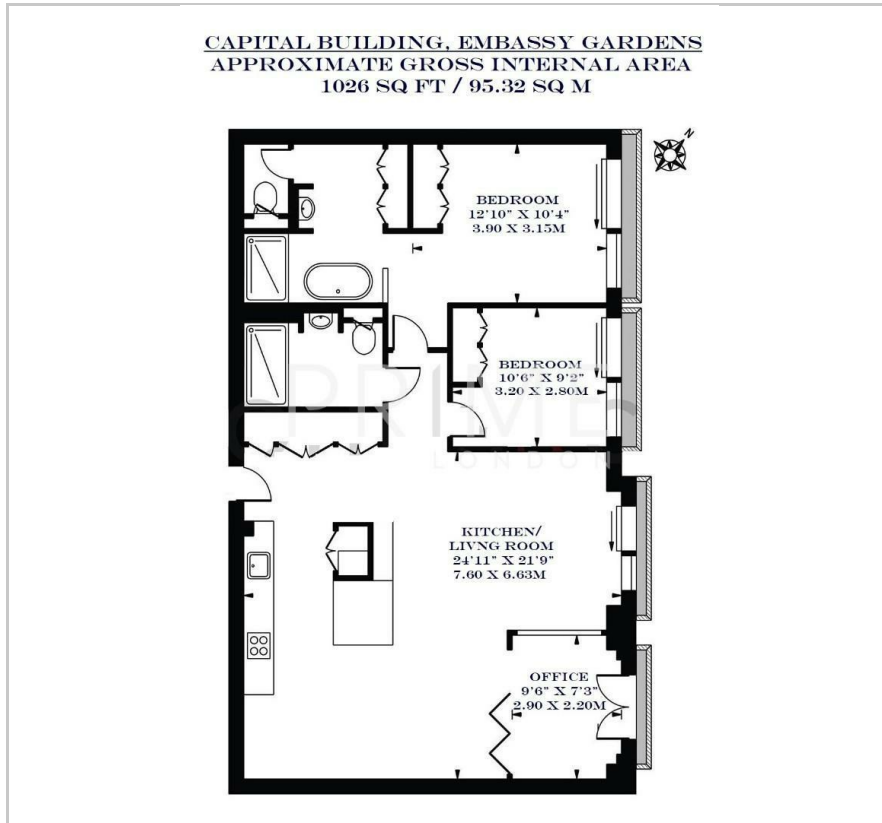 CAPITAL BUILDING, EMBASSY GARDENS
APPROXIMATE GROSS INTERNAL AREA
1026 SQ FT / 95.32 SQ M
N
BEDROOM
12'10" X 10'4"
3.90 X 3.15M
BEDROOM
10'6" X 9'2"
3.20 X 2.80M
PRIME
LONDON
KITCHEN/
LIVNG ROOM
24'11" X 21'9"
7.60 X 6.63M
OFFICE
9'6" X 7'3"
2.90 X 2.20M